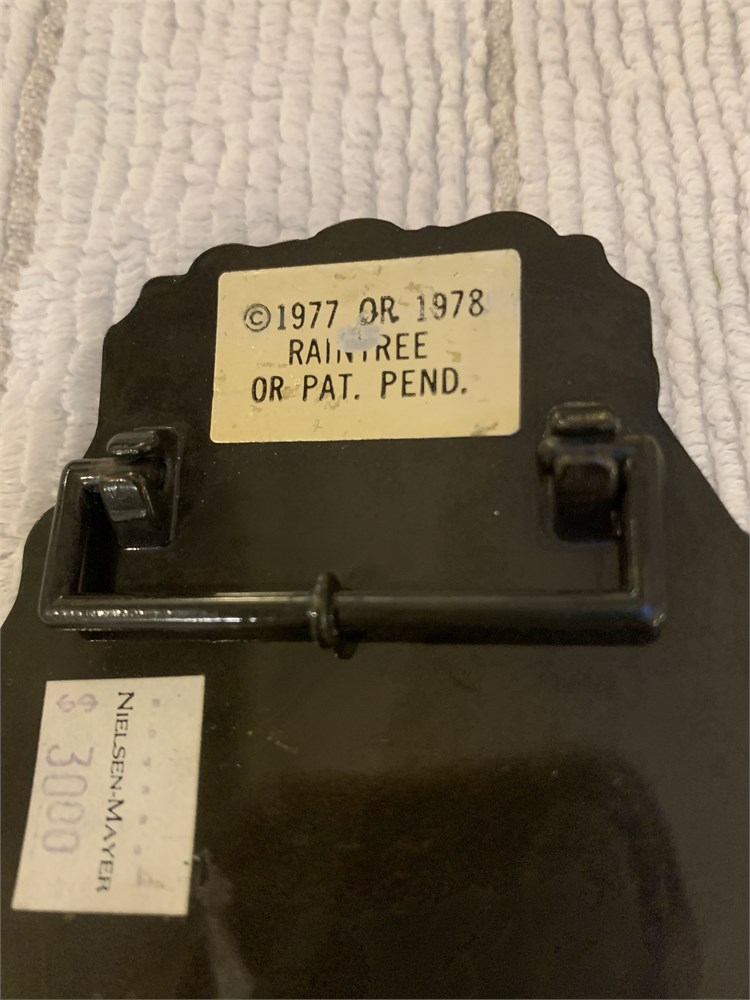 ©1977 OR 1978
RAINTREE
OR PAT. PEND.
NIELSEN-MAYER
$ 3000